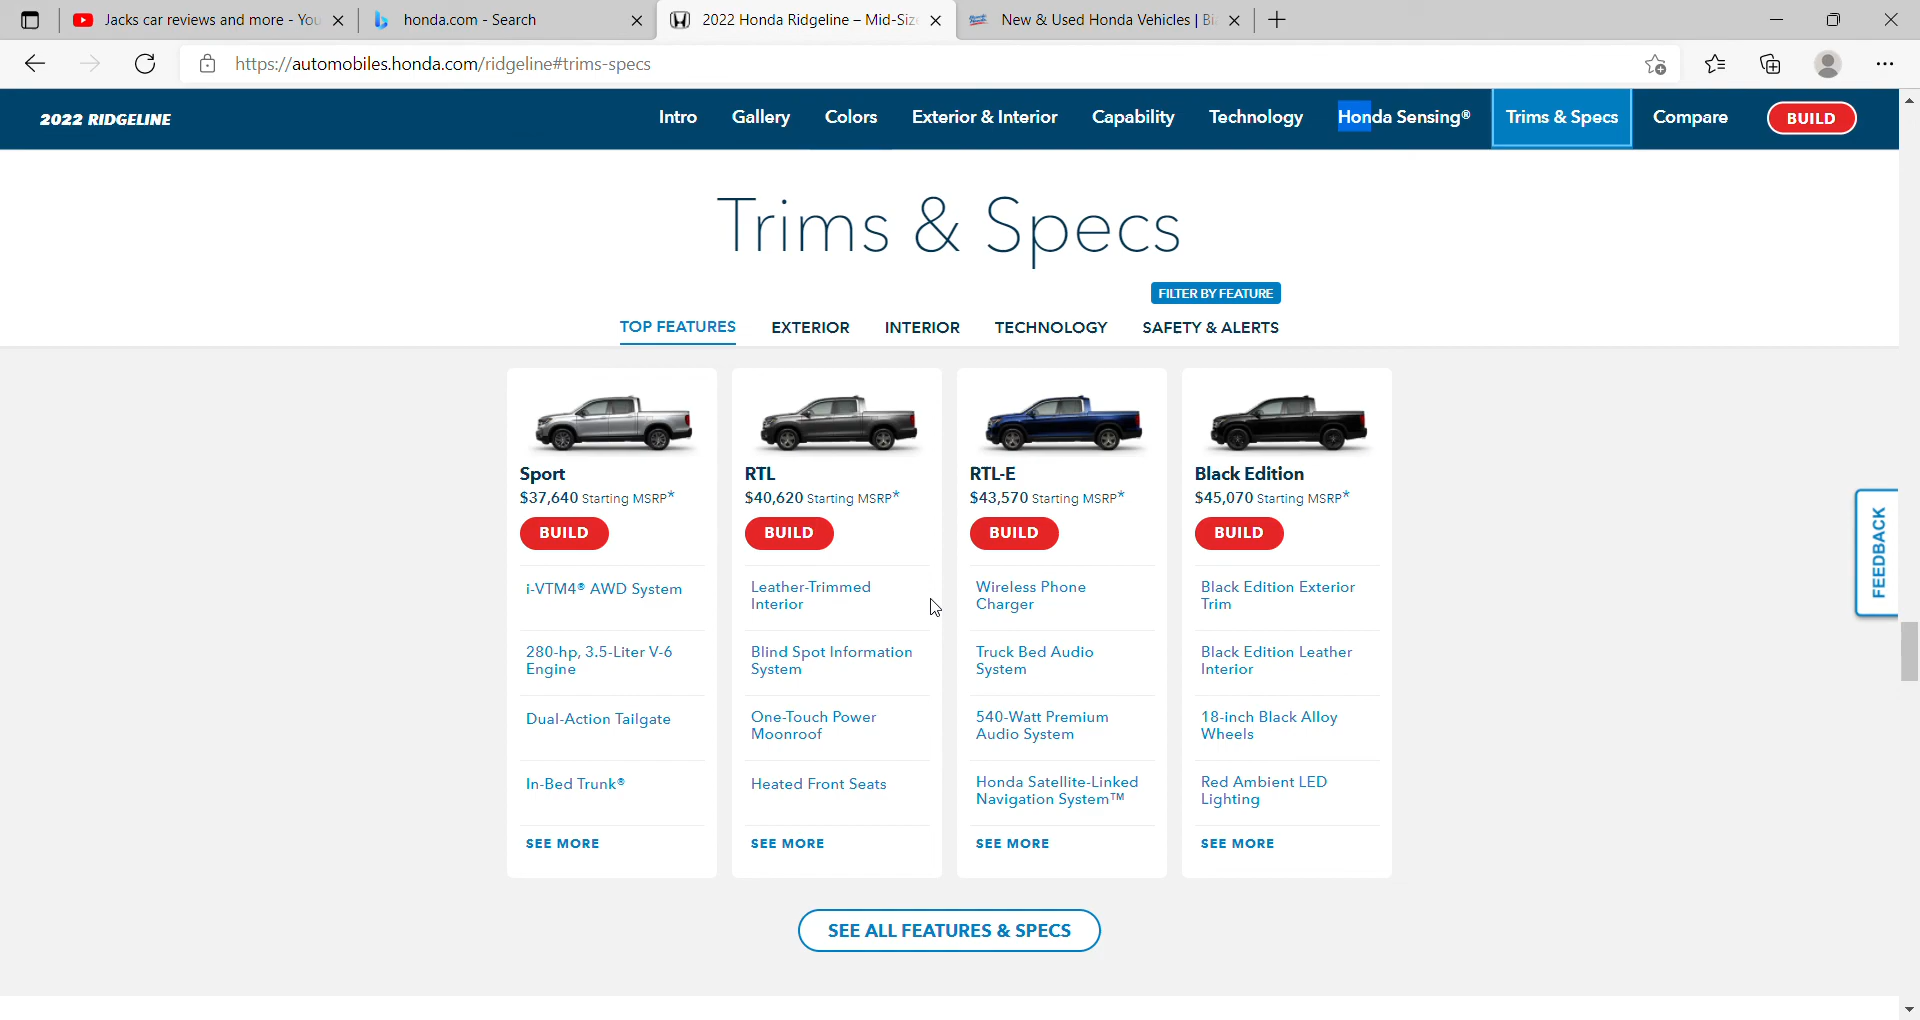 Jacks car reviews and more - You
honda.com - Search
2022 Honda Ridgeline – Mid-Size
New & Used Honda Vehicles | Bi
https://automobiles.honda.com/ridgeline#trims-specs
2022 RIDGELINE
Intro
Gallery
Colors
Exterior & Interior
Capability
Technology
Honda Sensing®
Trims & Specs
Compare
BUILD
Trims & Specs
FILTER BY FEATURE
TOP FEATURES
EXTERIOR
INTERIOR
TECHNOLOGY
SAFETY & ALERTS
Sport
$37,640 Starting MSRP*
BUILD
i-VTM4® AWD System
280-hp, 3.5-Liter V-6
Engine
Dual-Action Tailgate
In-Bed Trunk®
SEE MORE
RTL
$40,620 Starting MSRP*
BUILD
Leather-Trimmed
Interior
Blind Spot Information
System
One-Touch Power
Moonroof
Heated Front Seats
SEE MORE
RTL-E
$43,570 Starting MSRP*
BUILD
Wireless Phone
Charger
Truck Bed Audio
System
540-Watt Premium
Audio System
Honda Satellite-Linked
Navigation System™
SEE MORE
Black Edition
$45,070 Starting MSRP*
BUILD
Black Edition Exterior
Trim
Black Edition Leather
Interior
18-inch Black Alloy
Wheels
Red Ambient LED
Lighting
SEE MORE
FEEDBACK
SEE ALL FEATURES & SPECS